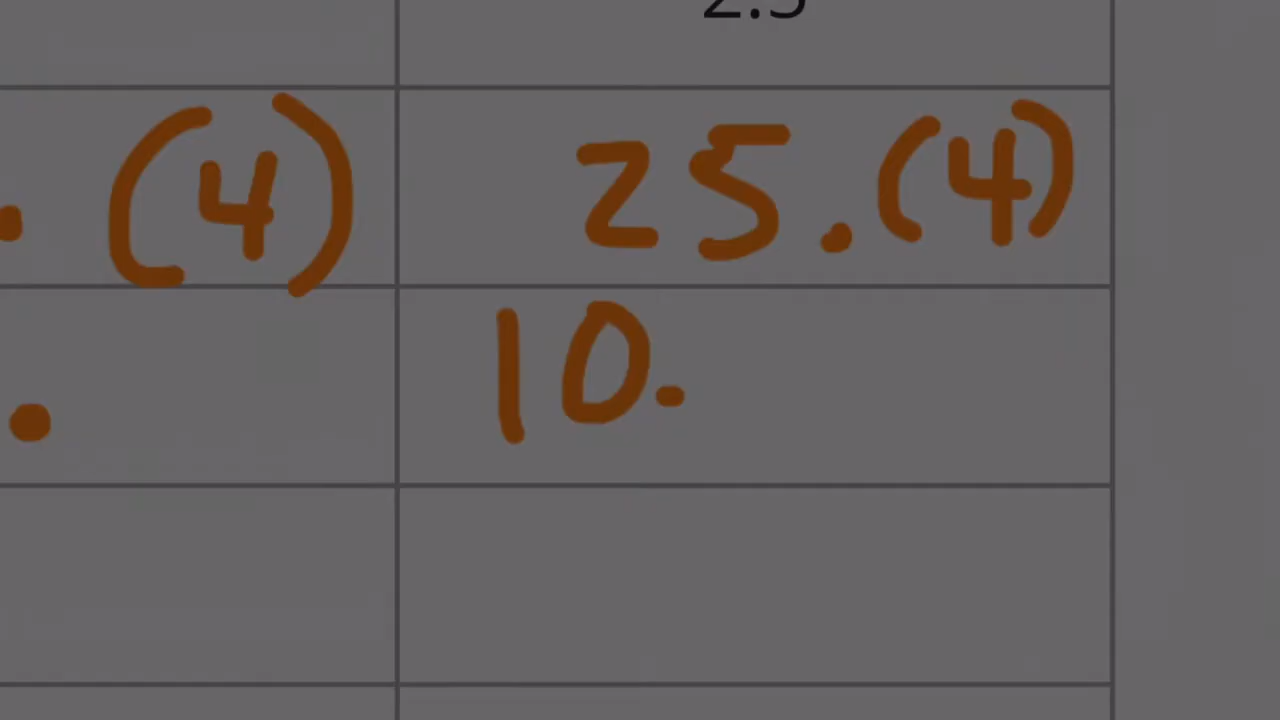 2.5
. (4) 25.(4)
. 10.